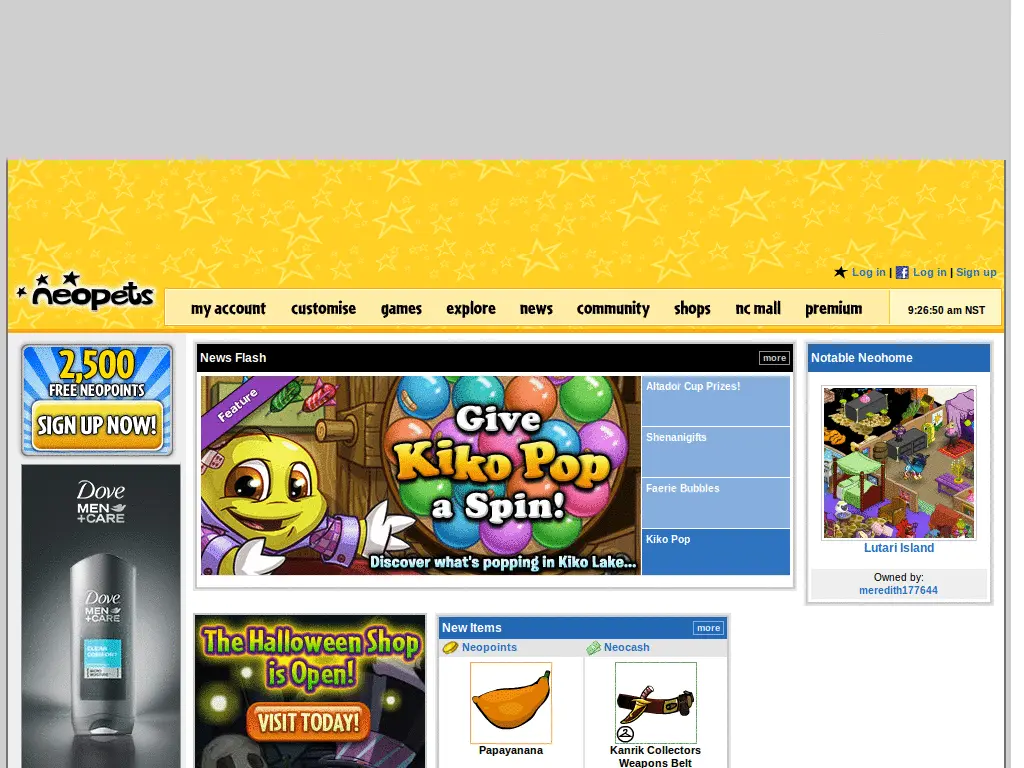 Log in | Log in | Sign up
neopets
my account customise games explore news community shops nc mall premium 9:26:50 am NST
2,500
FREE NEOPOINTS
SIGN UP NOW!
Dove
MEN
+CARE
Dove
MEN
+CARE
News Flash more
Feature
Give
Kiko Pop
a Spin!
Discover what's popping in Kiko Lake...
Altador Cup Prizes!
Shenanigifts
Faerie Bubbles
Kiko Pop
Notable Neohome
Lutari Island
Owned by:
meredith177644
The Halloween Shop
is Open!
VISIT TODAY!
New Items more
Neopoints Neocash
Papayanana
Kanrik Collectors
Weapons Belt